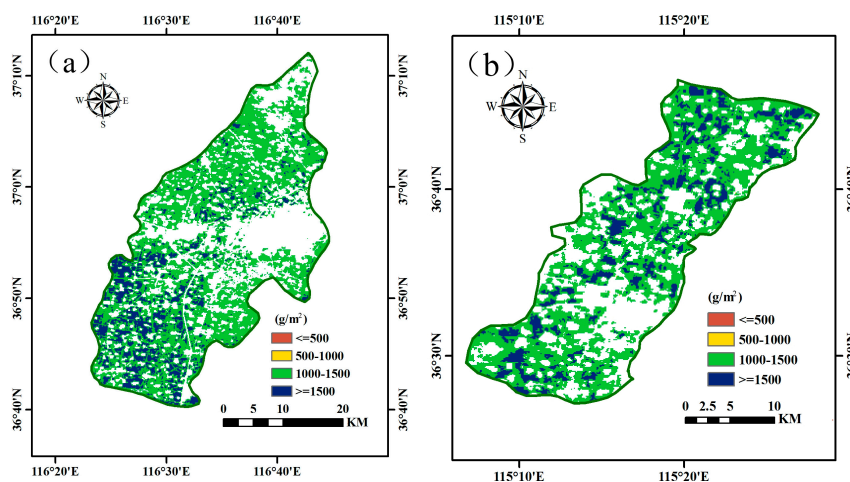 116°20'E 116°30'E 116°40'E
(a)
N
W E
S
37°10'N
37°0'N
36°50'N
36°40'N
37°10'N
37°0'N
36°50'N
36°40'N
(g/m²)
<=500
500-1000
1000-1500
>=1500
0 5 10 20
KM
116°20'E 116°30'E 116°40'E
115°10'E 115°20'E
(b)
N
W E
S
36°40'N
36°30'N
(g/m²)
<=500
500-1000
1000-1500
>=1500
0 2.5 5 10
KM
115°10'E 115°20'E